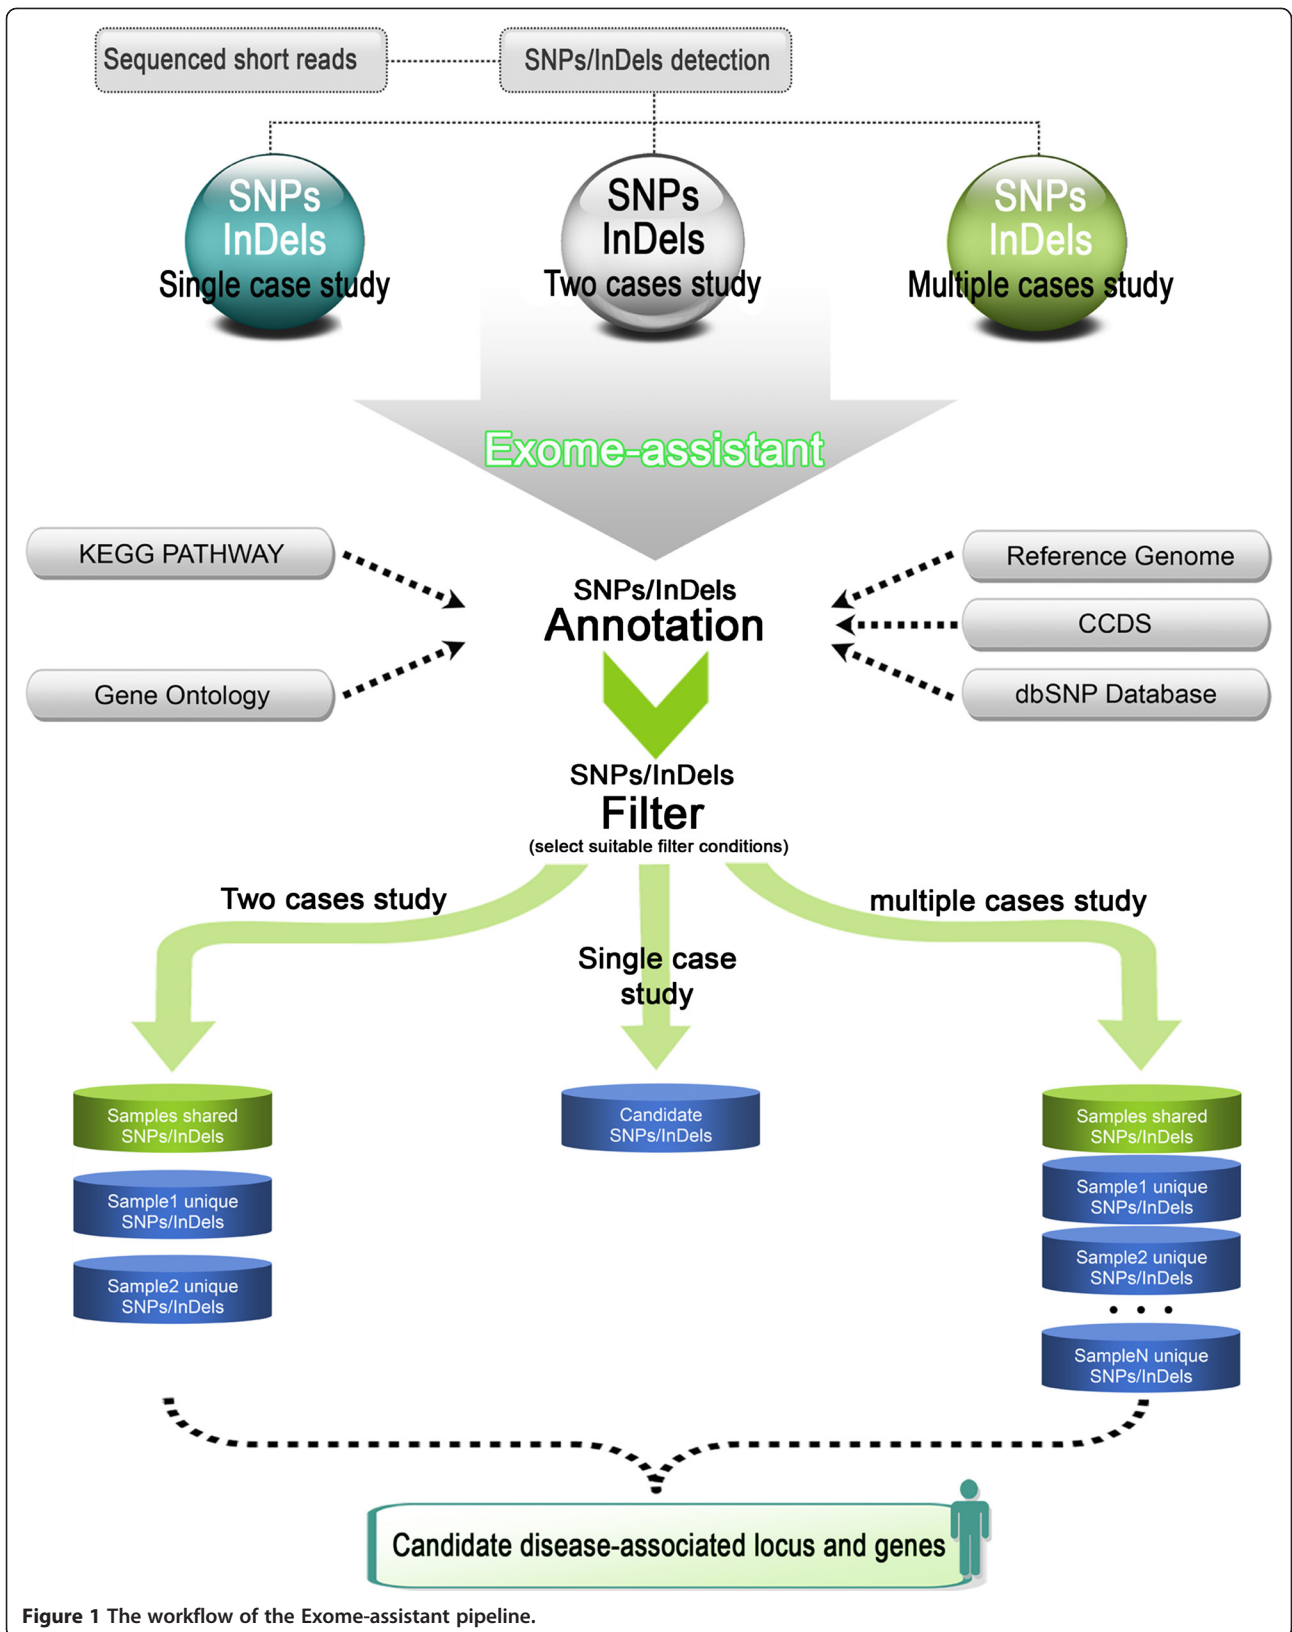 Sequenced short reads
SNPs/InDels detection
SNPs
InDels
Single case study
SNPs
InDels
Two cases study
SNPs
InDels
Multiple cases study
Exome-assistant
KEGG PATHWAY
Gene Ontology
SNPs/InDels
Annotation
Reference Genome
CCDS
dbSNP Database
SNPs/InDels
Filter
(select suitable filter conditions)
Two cases study
Single case
study
multiple cases study
Samples shared
SNPs/InDels
Sample1 unique
SNPs/InDels
Sample2 unique
SNPs/InDels
Candidate
SNPs/InDels
Samples shared
SNPs/InDels
Sample1 unique
SNPs/InDels
Sample2 unique
SNPs/InDels
• • •
SampleN unique
SNPs/InDels
Candidate disease-associated locus and genes
Figure 1 The workflow of the Exome-assistant pipeline.